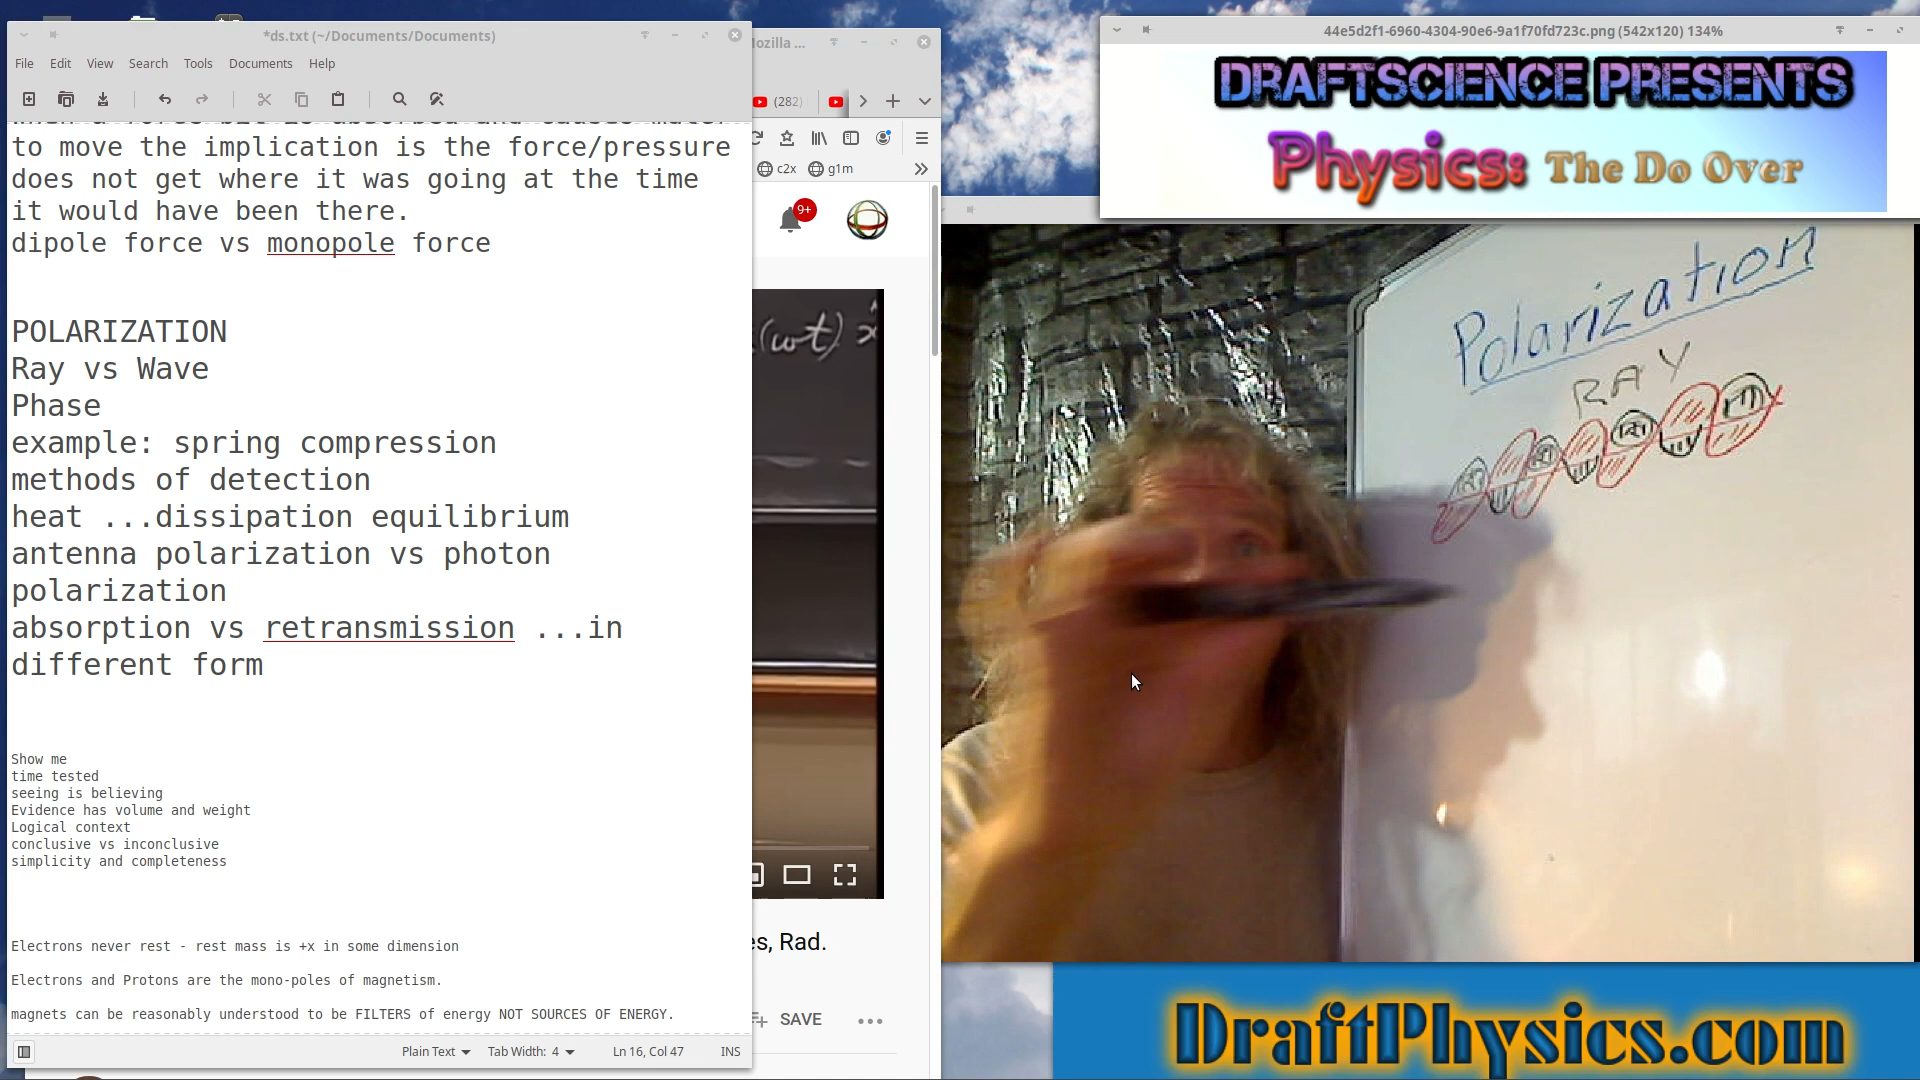 *ds.txt (~/Documents/Documents)
File Edit View Search Tools Documents Help
to move the implication is the force/pressure
does not get where it was going at the time
it would have been there.
dipole force vs monopole force
POLARIZATION
Ray vs Wave
Phase
example: spring compression
methods of detection
heat ...dissipation equilibrium
antenna polarization vs photon
polarization
absorption vs retransmission ...in
different form
Show me
time tested
seeing is believing
Evidence has volume and weight
Logical context
conclusive vs inconclusive
simplicity and completeness
Electrons never rest - rest mass is +x in some dimension
Electrons and Protons are the mono-poles of magnetism.
magnets can be reasonably understood to be FILTERS of energy NOT SOURCES OF ENERGY.
Plain Text Tab Width: 4 Ln 16, Col 47 INS
ozilla ...
(282)
c2x g1m
9+
(ωt) x̂
es, Rad.
SAVE
44e5d2f1-6960-4304-90e6-9a1f70fd723c.png (542x120) 134%
DRAFTSCIENCE PRESENTS
Physics: The Do Over
Polarization
RAY
DraftPhysics.com